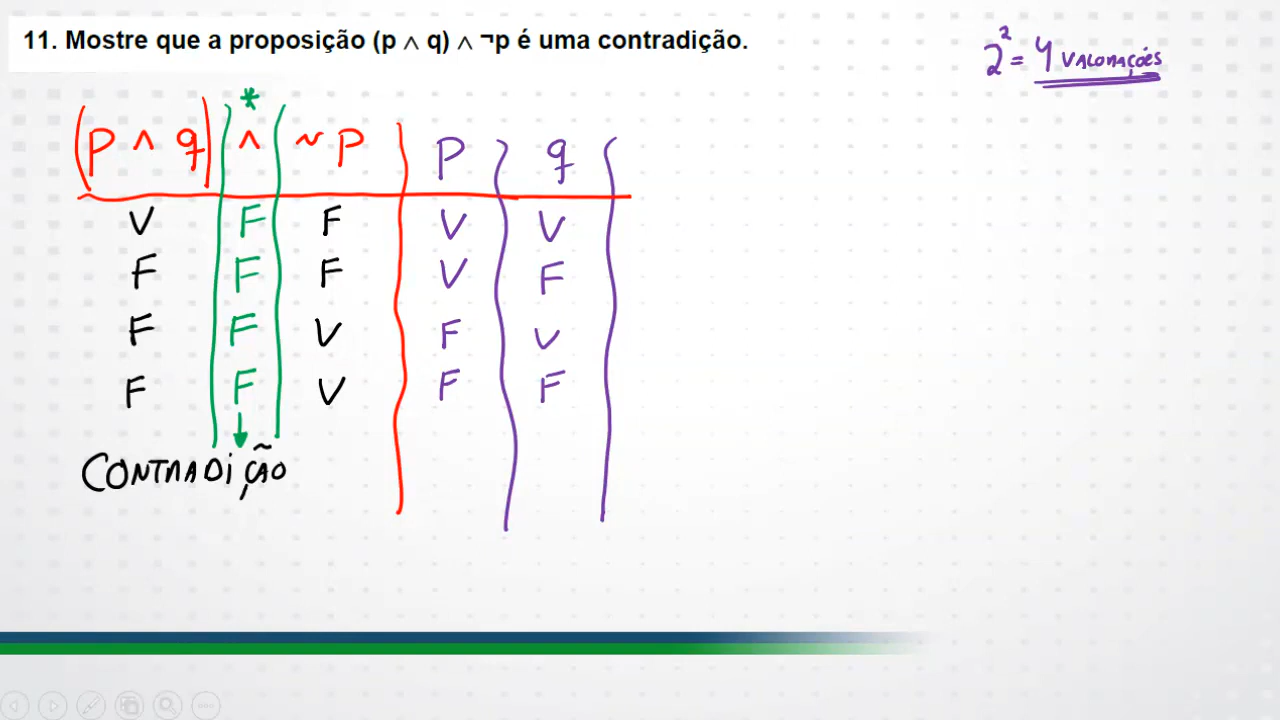 11. Mostre que a proposição (p ∧ q) ∧ ¬p é uma contradição.
2² = 4 VALORAÇÕES
*
(p ∧ q) ∧ ~p p q
V F F V V
F F F V F
F F V F V
F F V F F
CONTRADIÇÃO